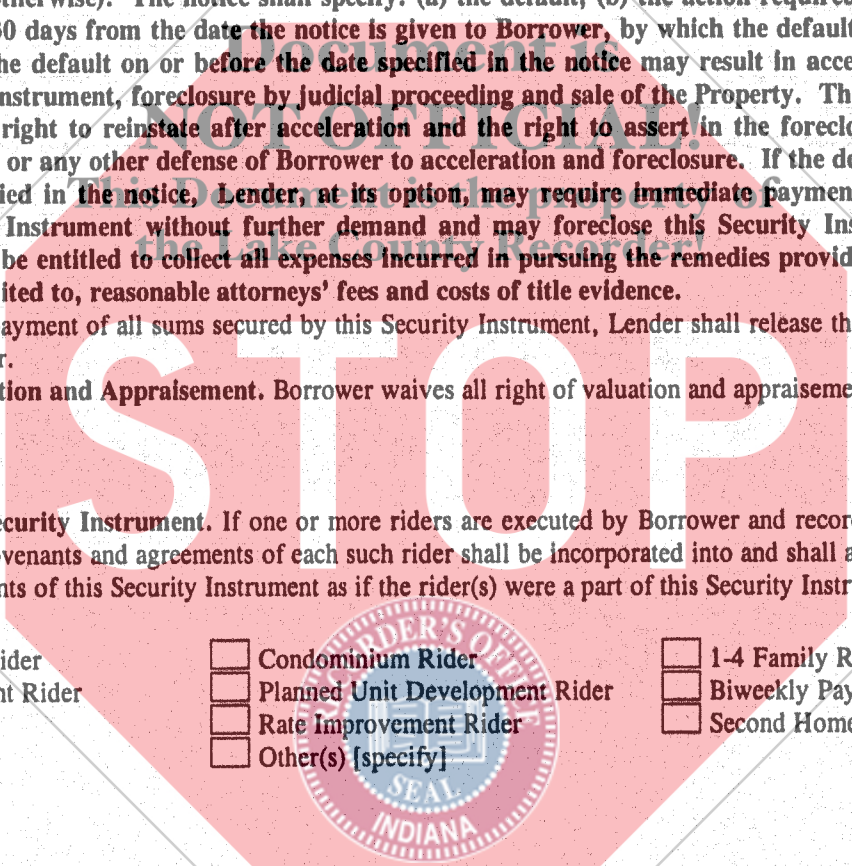 otherwise). The notice shall specify: (a) the default; (b) the action required
30 days from the date the notice is given to Borrower, by which the default
he default on or before the date specified in the notice may result in acce
nstrument, foreclosure by judicial proceeding and sale of the Property. Th
right to reinstate after acceleration and the right to assert in the foreclo
or any other defense of Borrower to acceleration and foreclosure. If the de
ied in the notice, Lender, at its option, may require immediate payment
Instrument without further demand and may foreclose this Security Ins
be entitled to collect all expenses incurred in pursuing the remedies provid
ited to, reasonable attorneys' fees and costs of title evidence.
ayment of all sums secured by this Security Instrument, Lender shall release th
r.
tion and Appraisement. Borrower waives all right of valuation and appraiseme
ecurity Instrument. If one or more riders are executed by Borrower and recor
venants and agreements of each such rider shall be incorporated into and shall a
nts of this Security Instrument as if the rider(s) were a part of this Security Instr
ider
nt Rider
Condominium Rider
Planned Unit Development Rider
Rate Improvement Rider
Other(s) [specify]
1-4 Family R
Biweekly Pay
Second Home
Document is
NOT OFFICIAL!
This Document is the property of
the Lake County Recorder!
STOP
RECORDER'S OFFICE
SEAL
INDIANA